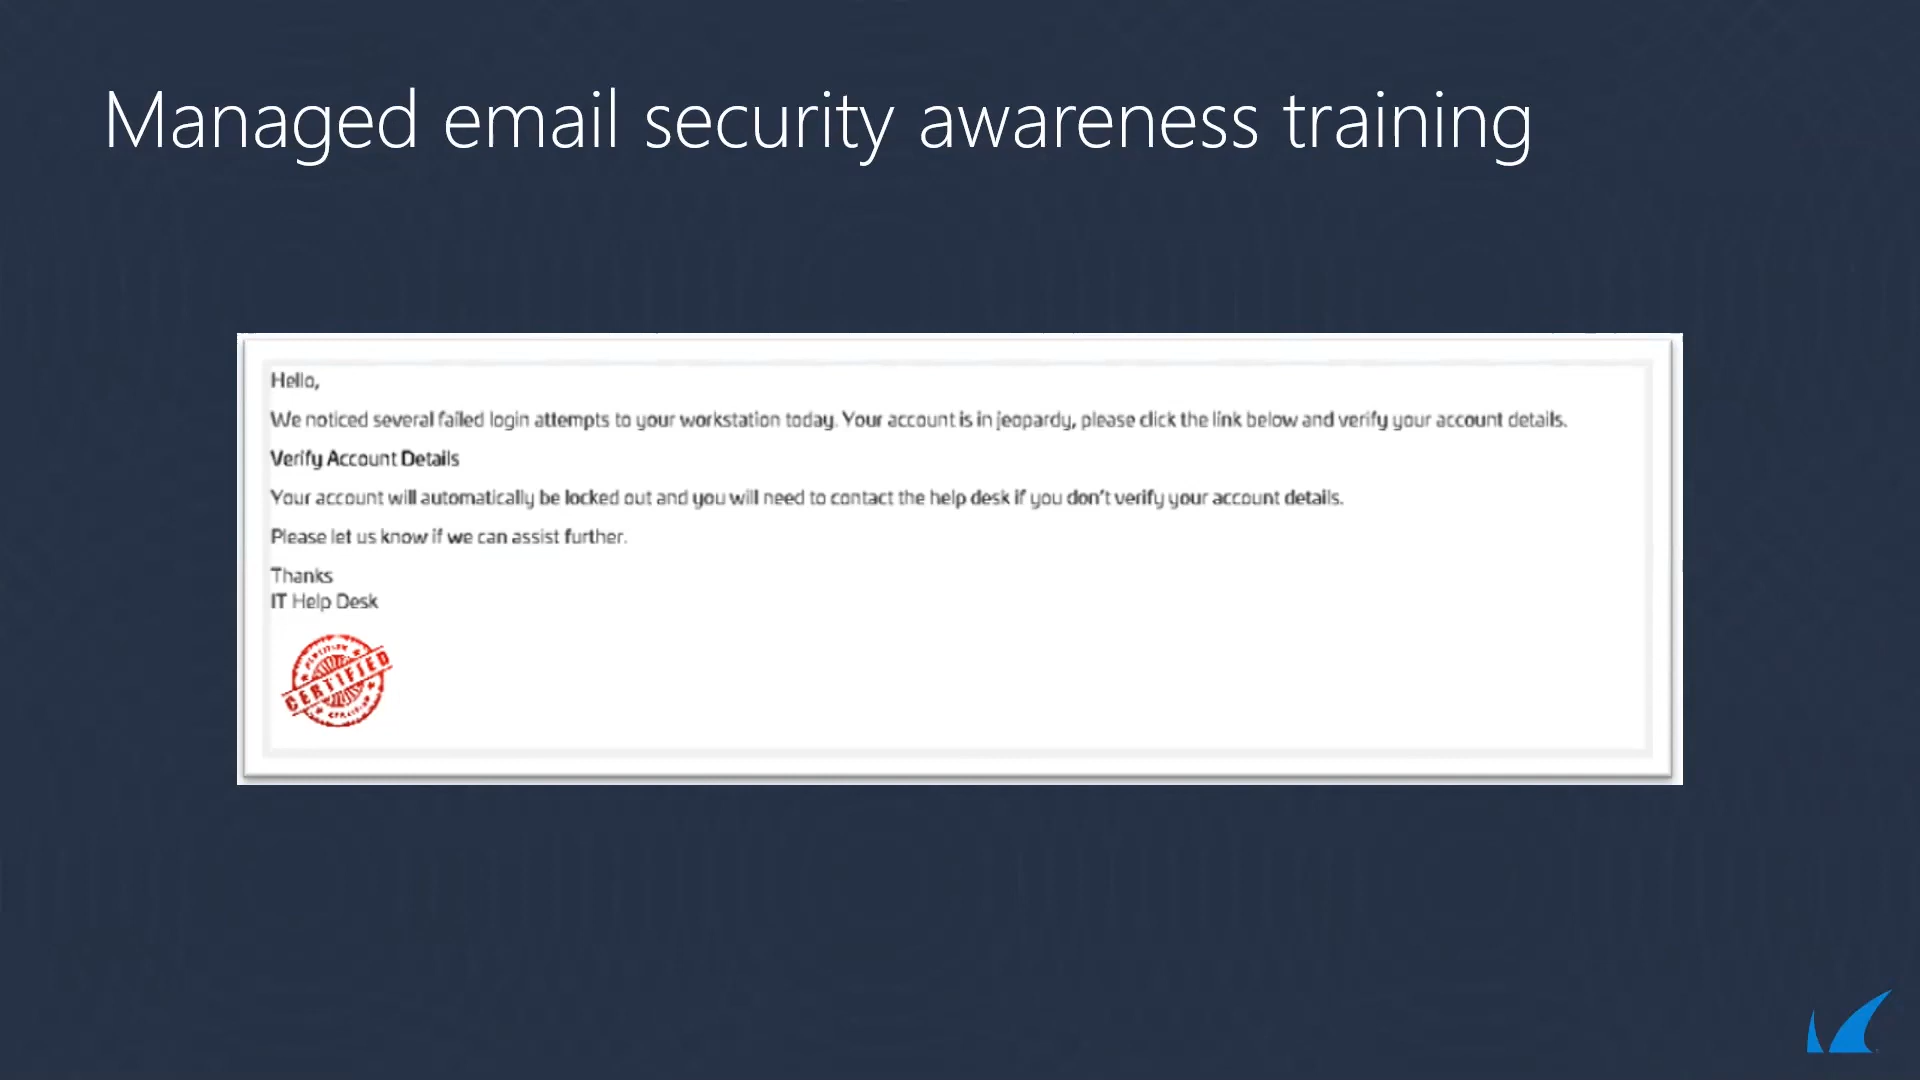 Managed email security awareness training
Hello,
We noticed several failed login attempts to your workstation today. Your account is in jeopardy, please click the link below and verify your account details.
Verify Account Details
Your account will automatically be locked out and you will need to contact the help desk if you don't verify your account details.
Please let us know if we can assist further.
Thanks
IT Help Desk
CERTIFIED